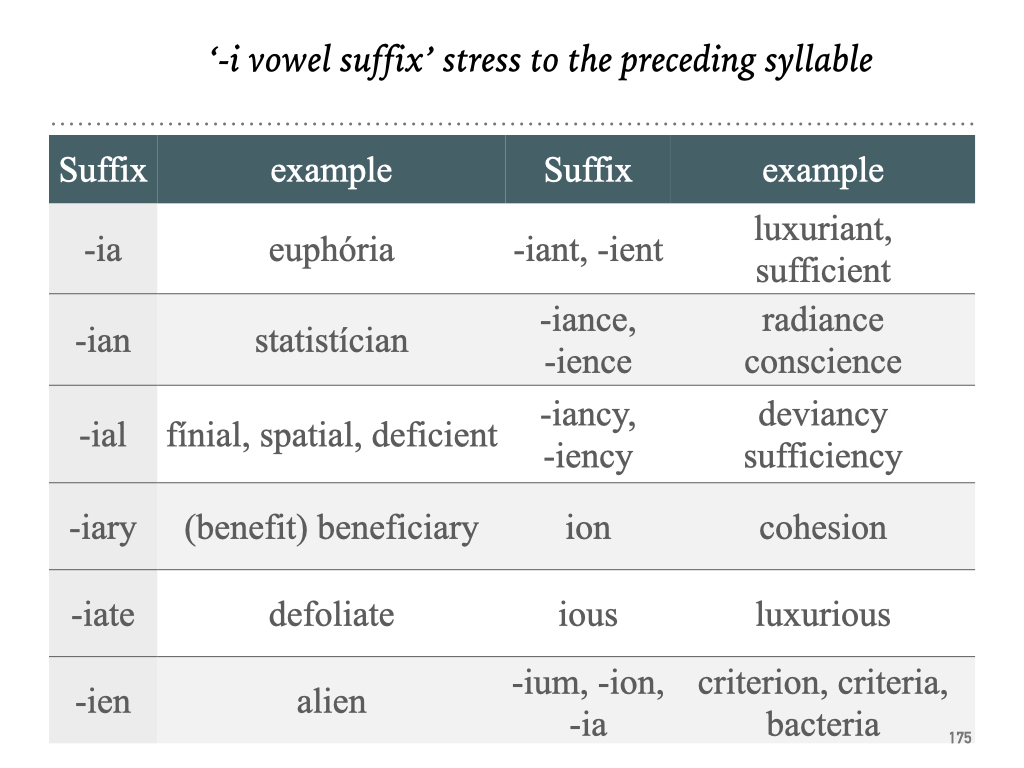 ‘-i vowel suffix’ stress to the preceding syllable
Suffix example Suffix example
-ia euphória -iant, -ient luxuriant,
sufficient
-ian statistícian -iance,
-ience radiance
conscience
-ial fínial, spatial, deficient -iancy,
-iency deviancy
sufficiency
-iary (benefit) beneficiary ion cohesion
-iate defoliate ious luxurious
-ien alien -ium, -ion,
-ia criterion, criteria,
bacteria
175